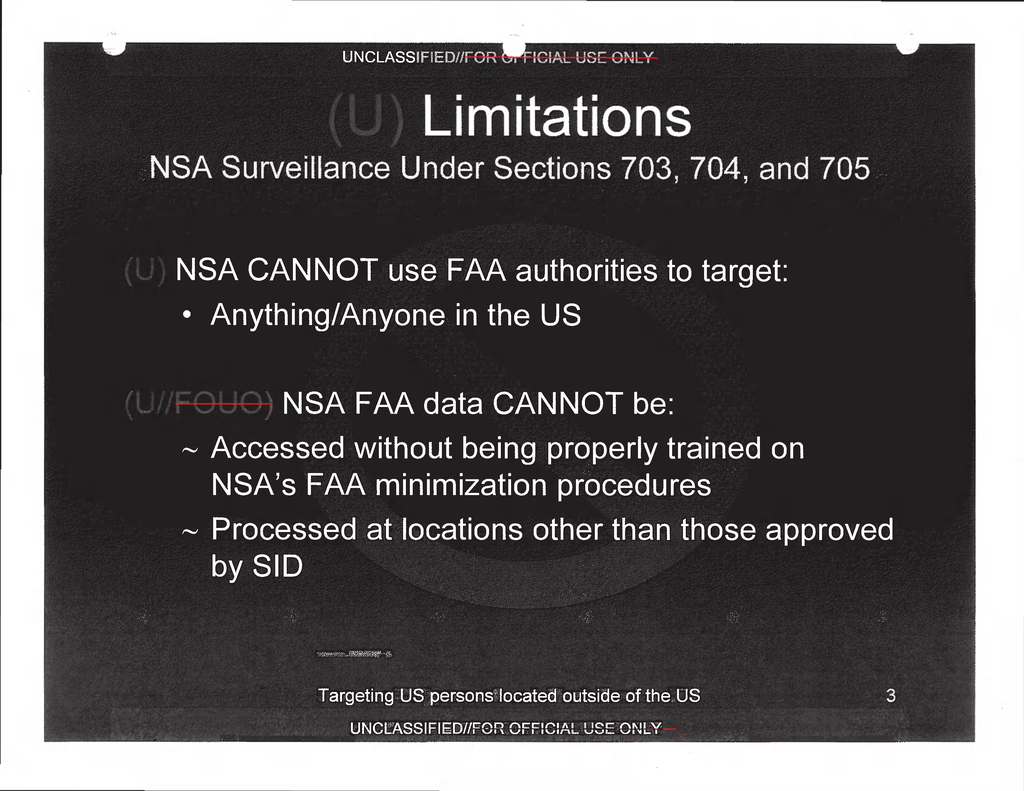 UNCLASSIFIED//FOR OFFICIAL USE ONLY
(U) Limitations
NSA Surveillance Under Sections 703, 704, and 705
(U) NSA CANNOT use FAA authorities to target:
• Anything/Anyone in the US
(U//FOUO) NSA FAA data CANNOT be:
~ Accessed without being properly trained on
NSA's FAA minimization procedures
~ Processed at locations other than those approved
by SID
Targeting US persons located outside of the US
3
UNCLASSIFIED//FOR OFFICIAL USE ONLY